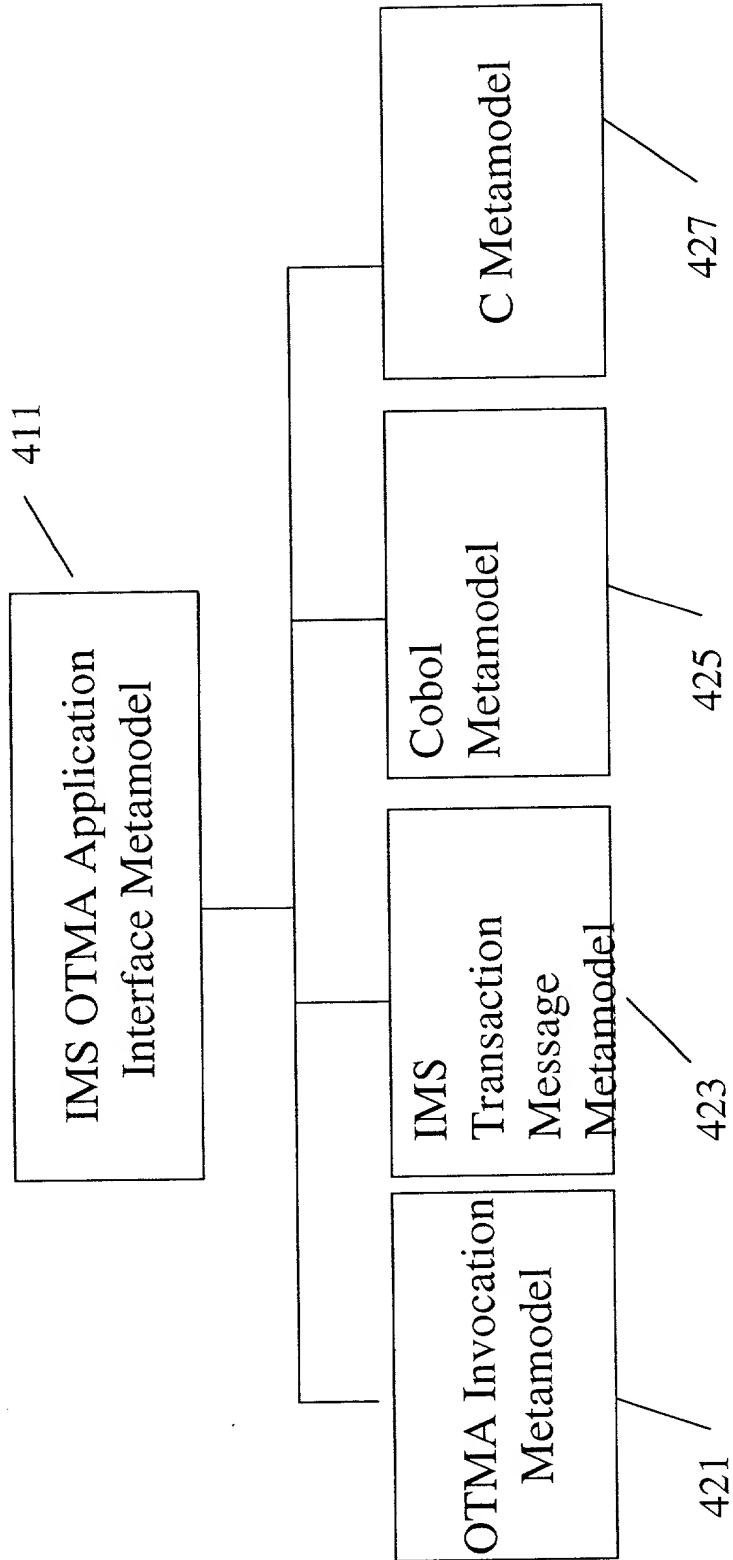 IMS OTMA Application
Interface Metamodel
411
OTMA Invocation
Metamodel
421
IMS
Transaction
Message
Metamodel
423
Cobol
Metamodel
425
C Metamodel
427